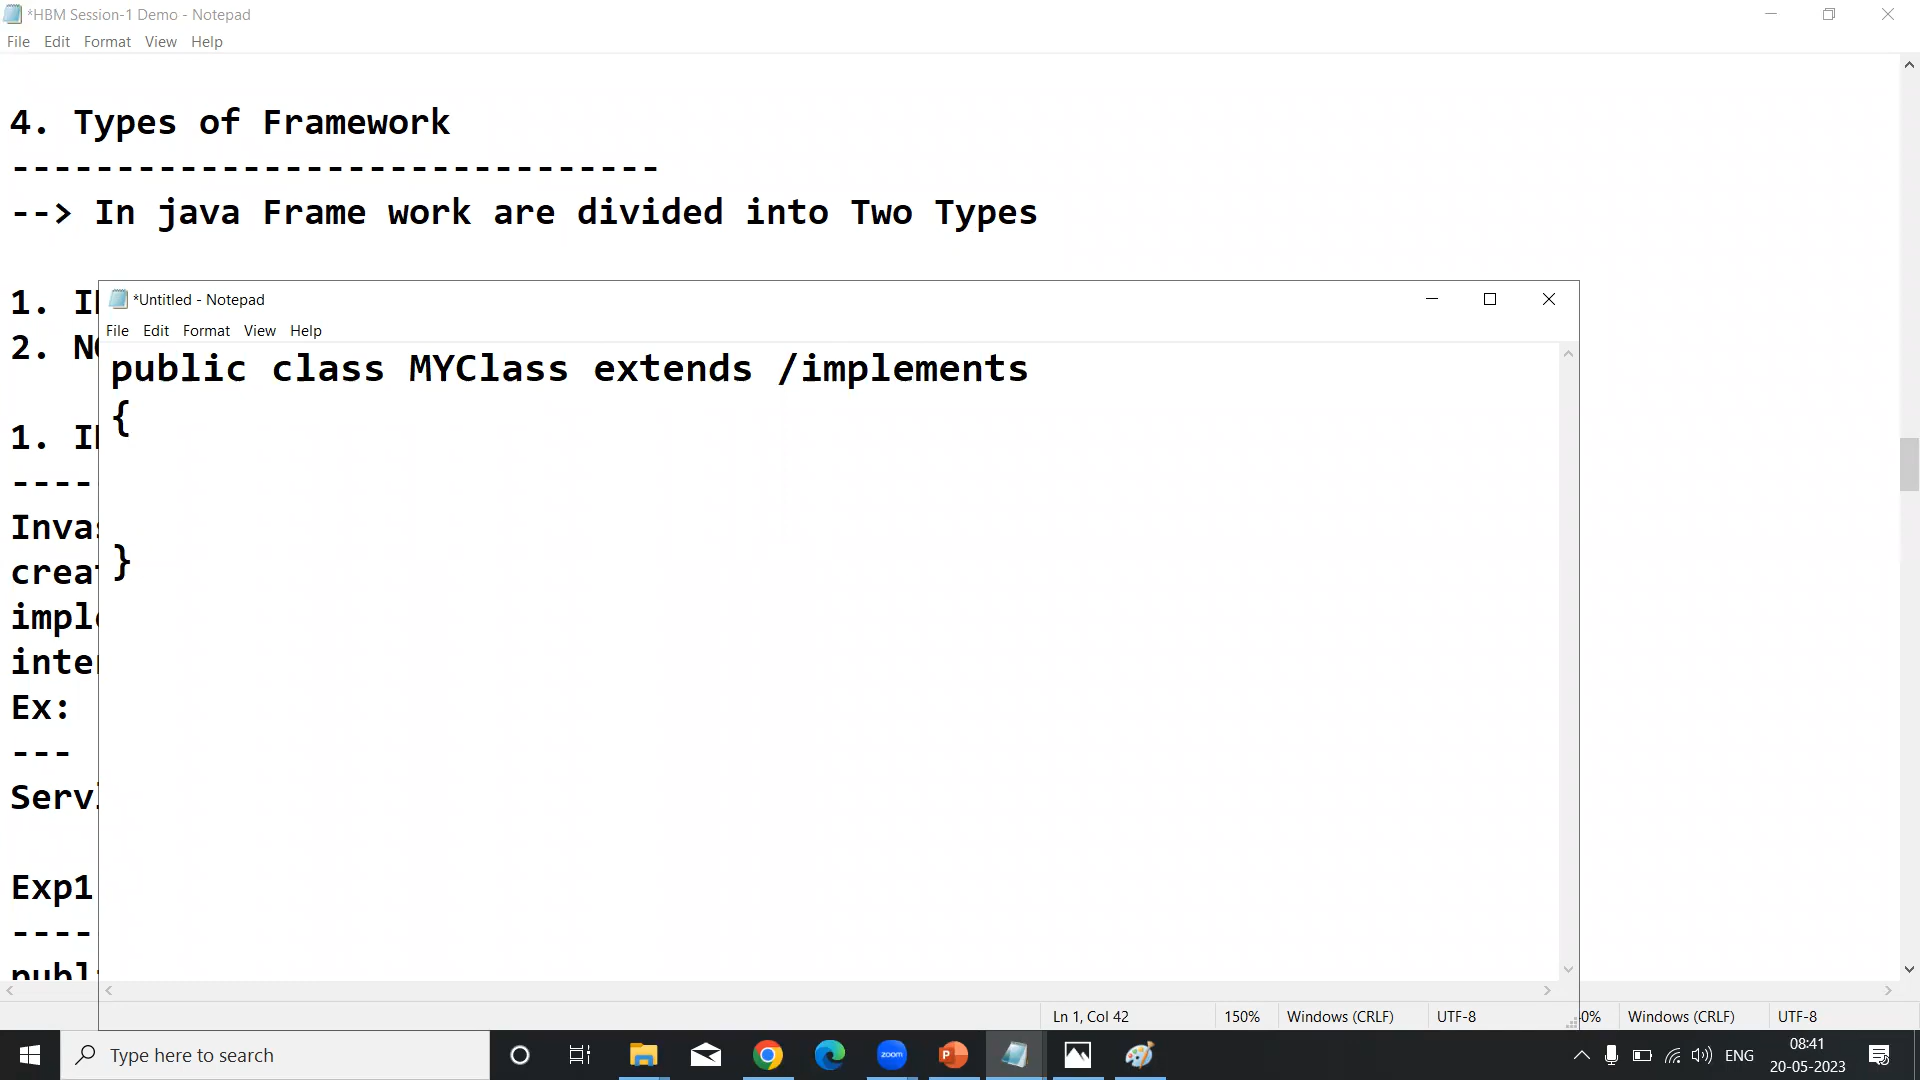 *HBM Session-1 Demo - Notepad
File Edit Format View Help
4. Types of Framework
-------------------------------
--> In java Frame work are divided into Two Types
1.
2.
*Untitled - Notepad
File Edit Format View Help
public class MYClass extends /implements
{
}
1.
----
Ex:
---
Exp1
----
Ln 1, Col 42 150% Windows (CRLF) UTF-8
0% Windows (CRLF) UTF-8
Type here to search
zoom
ENG
08:41
20-05-2023